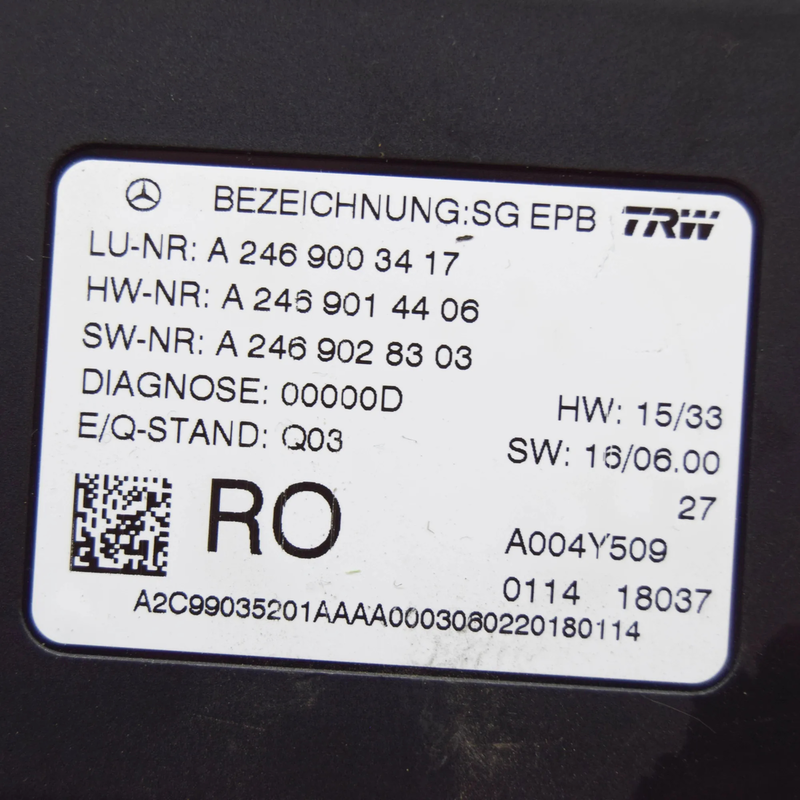 BEZEICHNUNG:SG EPB TRW
LU-NR: A 246 900 34 17
HW-NR: A 246 901 44 06
SW-NR: A 246 902 83 03
DIAGNOSE: 00000D
HW: 15/33
E/Q-STAND: Q03
SW: 16/06.00
27
RO
A004Y509
0114 18037
A2C99035201AAAA0003060220180114